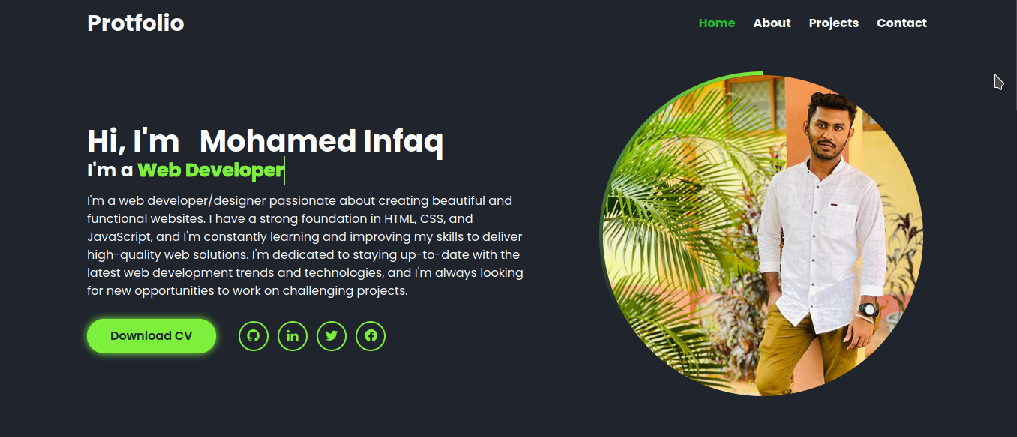 Protfolio
Home About Projects Contact
Hi, I'm Mohamed Infaq
I'm a Web Developer
I'm a web developer/designer passionate about creating beautiful and
functional websites. I have a strong foundation in HTML, CSS, and
JavaScript, and I'm constantly learning and improving my skills to deliver
high-quality web solutions. I'm dedicated to staying up-to-date with the
latest web development trends and technologies, and I'm always looking
for new opportunities to work on challenging projects.
Download CV